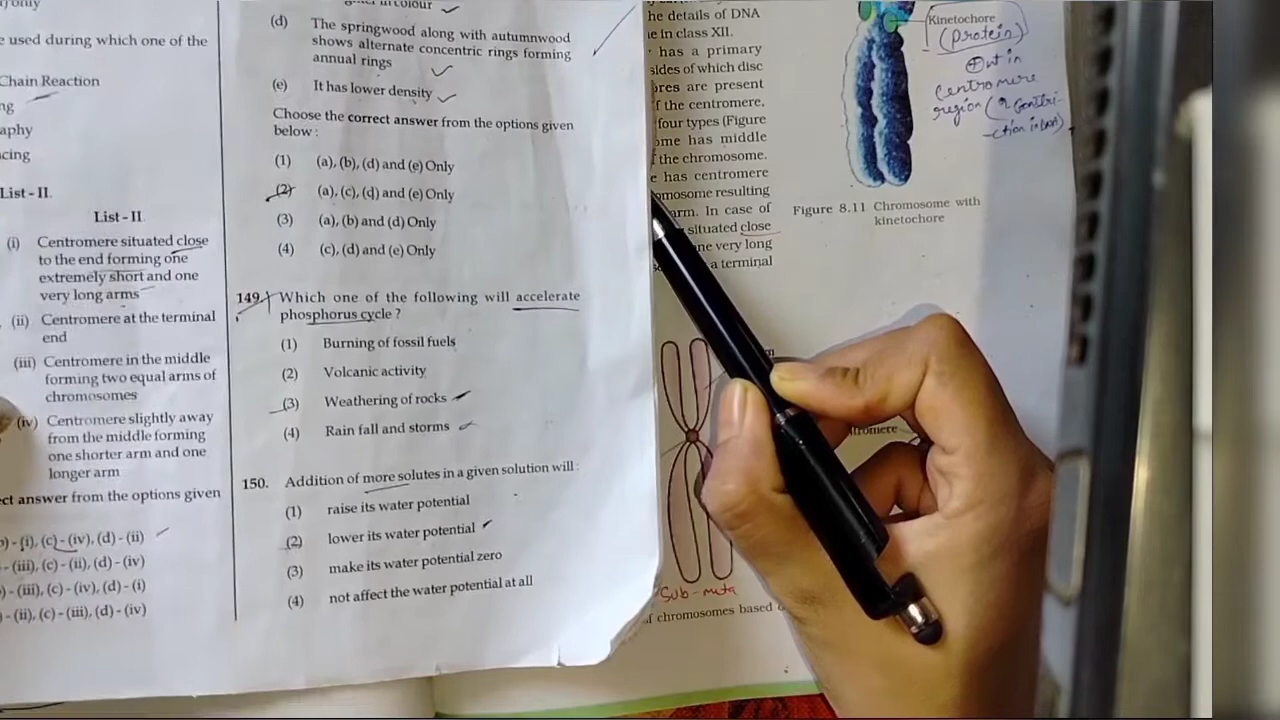 used during which one of the
Chain Reaction
ng
aphy
cing
List - II.
List - II
(i) Centromere situated close
to the end forming one
extremely short and one
very long arms
(ii) Centromere at the terminal
end
(iii) Centromere in the middle
forming two equal arms of
chromosomes
(iv) Centromere slightly away
from the middle forming
one shorter arm and one
longer arm
ct answer from the options given
) - (i), (c) - (iv), (d) - (ii)
- (iii), (c) - (ii), (d) - (iv)
) - (iii), (c) - (iv), (d) - (i)
- (ii), (c) - (iii), (d) - (iv)
(d) The springwood along with autumnwood
shows alternate concentric rings forming
annual rings
(e) It has lower density
Choose the correct answer from the options given
below :
(1) (a), (b), (d) and (e) Only
(2) (a), (c), (d) and (e) Only
(3) (a), (b) and (d) Only
(4) (c), (d) and (e) Only
149. Which one of the following will accelerate
phosphorus cycle ?
(1) Burning of fossil fuels
(2) Volcanic activity
(3) Weathering of rocks
(4) Rain fall and storms
150. Addition of more solutes in a given solution will :
(1) raise its water potential
(2) lower its water potential
(3) make its water potential zero
(4) not affect the water potential at all
he details of DNA
e in class XII.
has a primary
sides of which disc
ores are present
f the centromere.
four types (Figure
ome has middle
f the chromosome.
e has centromere
omosome resulting
arm. In case of
situated close
ne very long
a terminal
Kinetochore
(Protein)
in
centromere
region
Figure 8.11 Chromosome with
kinetochore
tromere
Sub-meta
f chromosomes based